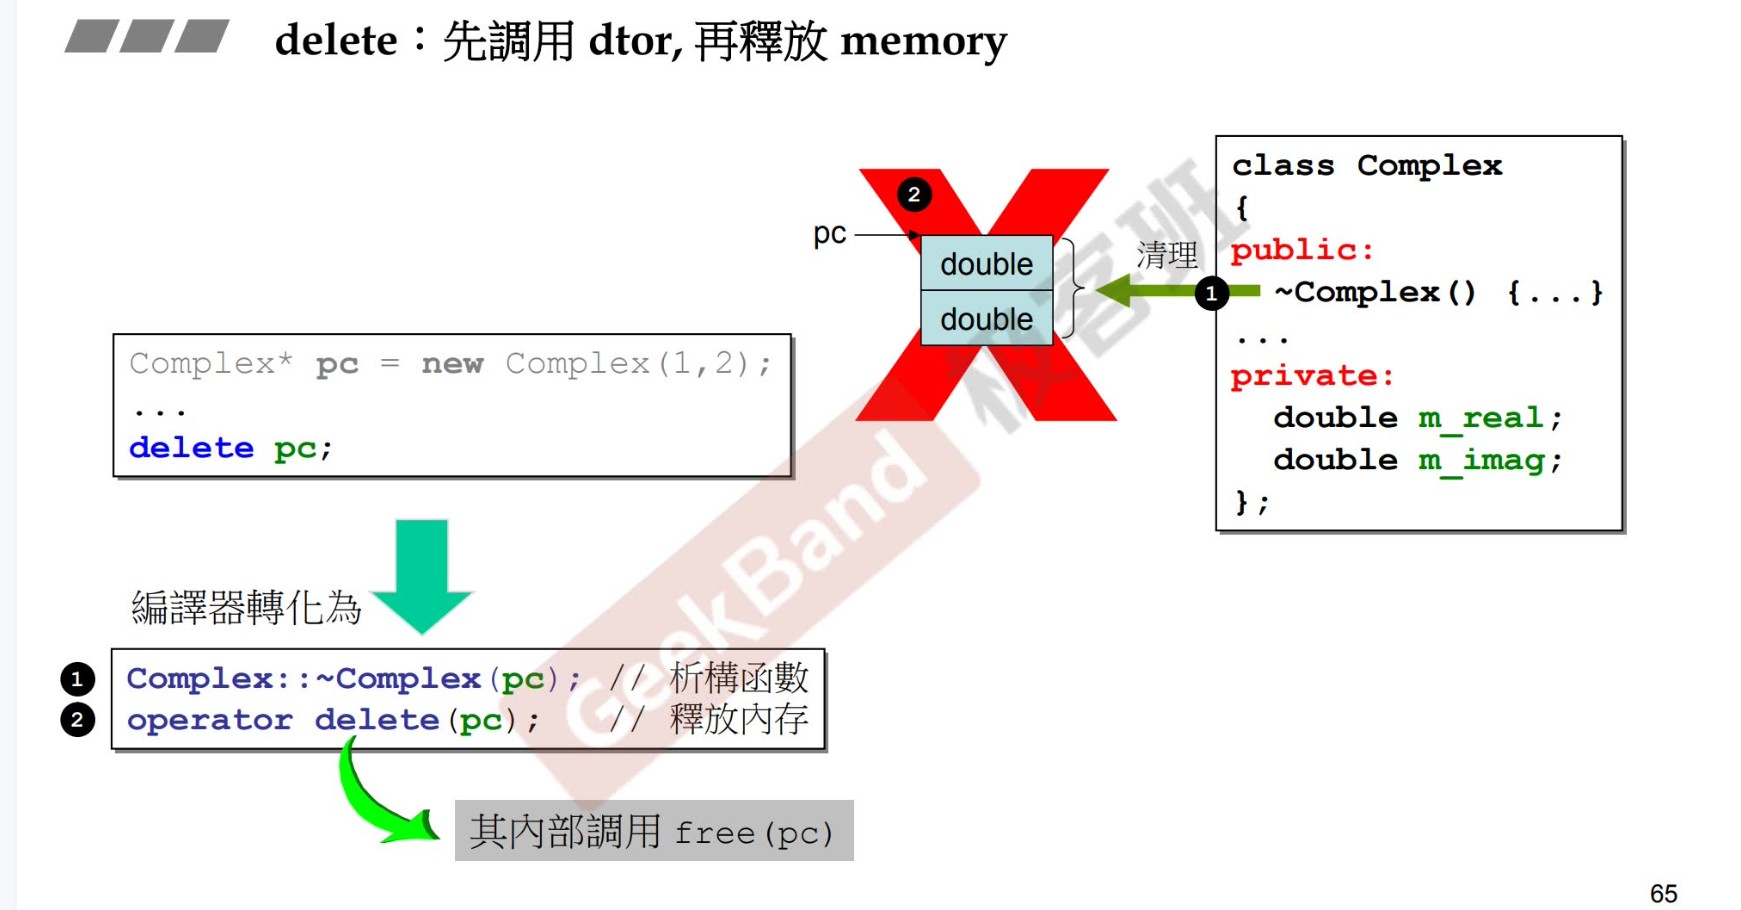 delete：先調用 dtor, 再釋放 memory
class Complex
{
public:
~Complex() {...}
...
private:
double m_real;
double m_imag;
};
2
pc
double
double
清理
1
Complex* pc = new Complex(1,2);
...
delete pc;
編譯器轉化為
1 Complex::~Complex(pc); // 析構函數
2 operator delete(pc); // 釋放內存
其內部調用 free(pc)
GeekBand 极客班
65